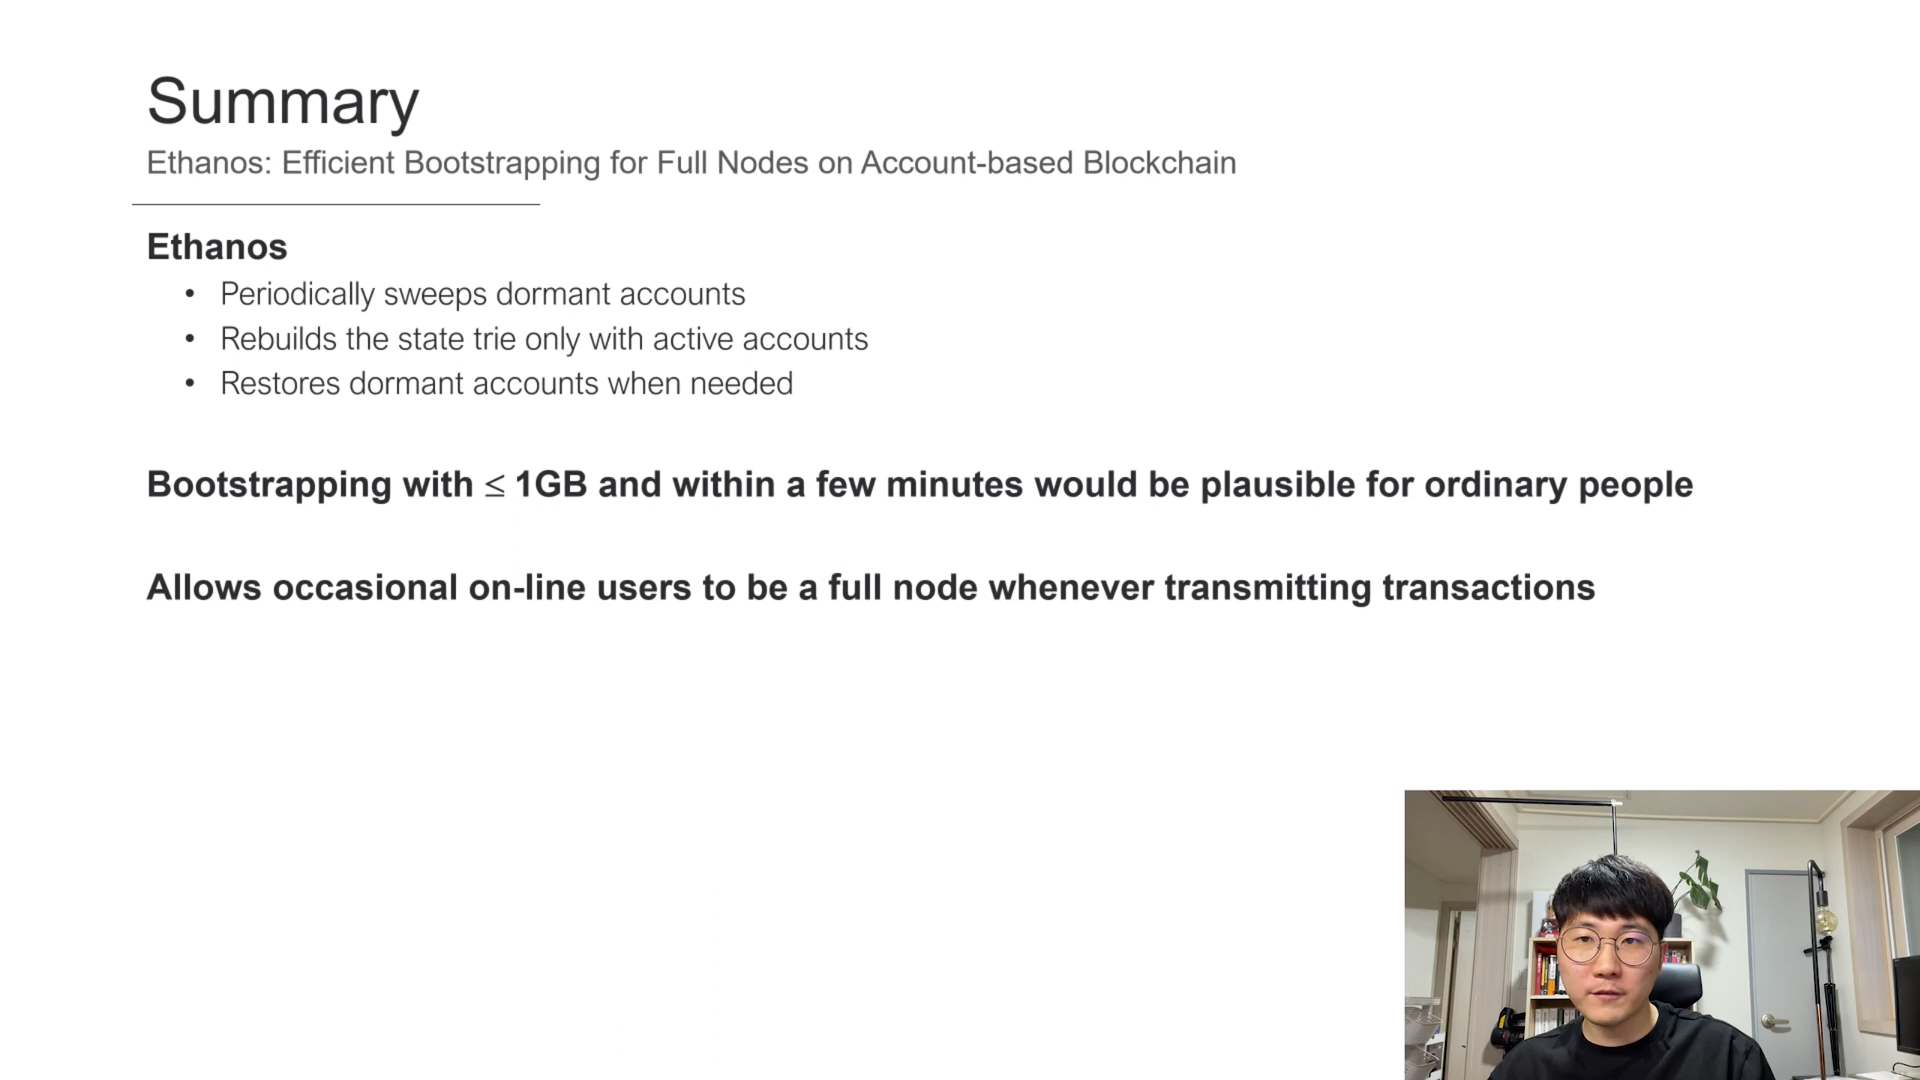 Summary
Ethanos: Efficient Bootstrapping for Full Nodes on Account-based Blockchain
Ethanos
• Periodically sweeps dormant accounts
• Rebuilds the state trie only with active accounts
• Restores dormant accounts when needed
Bootstrapping with ≤ 1GB and within a few minutes would be plausible for ordinary people
Allows occasional on-line users to be a full node whenever transmitting transactions